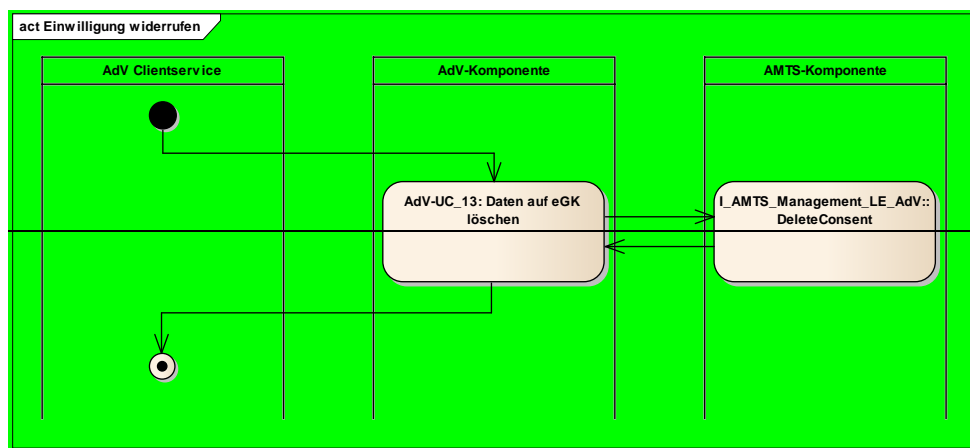 act Einwilligung widerrufen
AdV Clientservice
AdV-Komponente
AMTS-Komponente
AdV-UC_13: Daten auf eGK
löschen
I_AMTS_Management_LE_AdV::
DeleteConsent